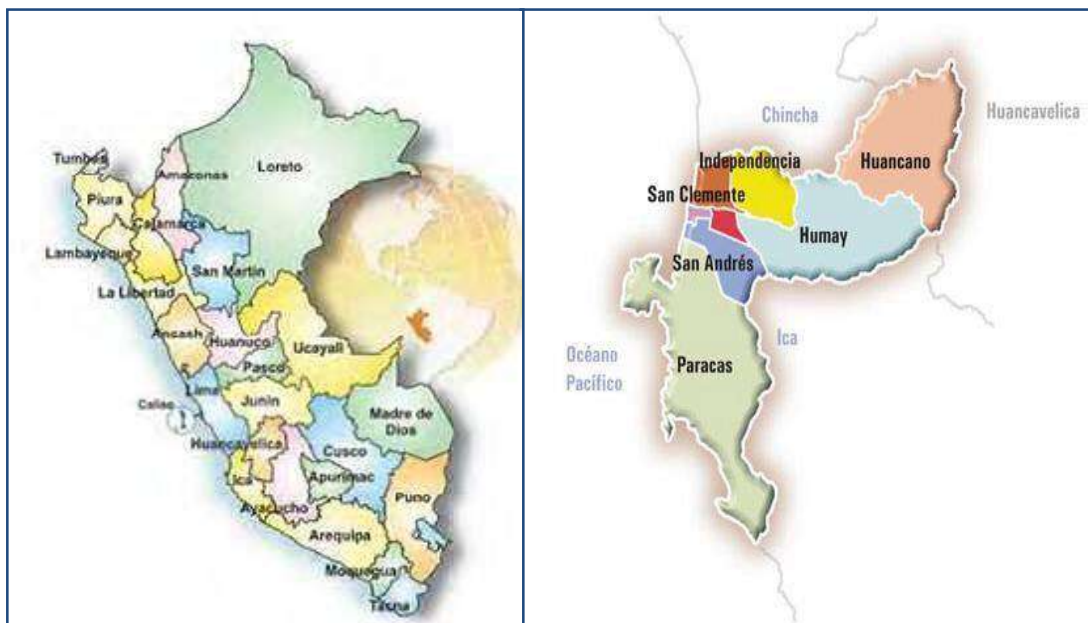 Tumbes
Amazonas
Loreto
Piura
Cajamarca
Lambayeque
San Martín
La Libertad
Ancash
Huanuco
Ucayali
Pasco
Lima
Callao
Junin
Madre de
Dios
Huancavelica
Cusco
Ica
Apurimac
Puno
Ayacucho
Arequipa
Moquegua
Tacna
Chincha
Huancavelica
Independencia
Huancano
San Clemente
Humay
San Andrés
Ica
Océano
Pacífico
Paracas